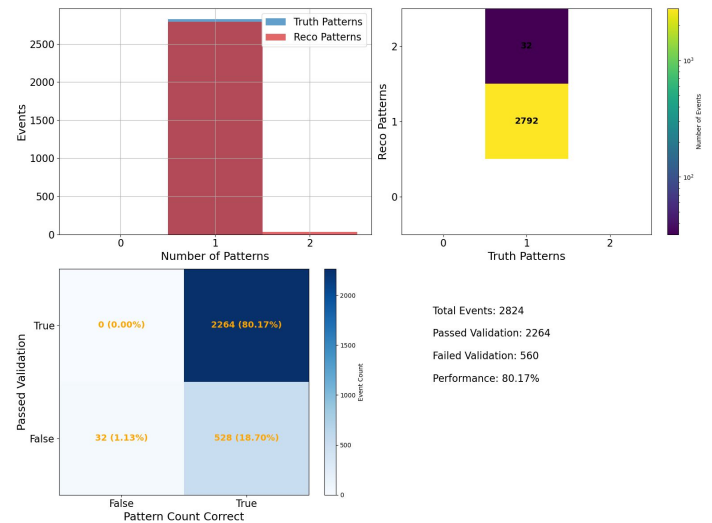 2500
2000
1500
1000
500
0
Events
0 1 2
Number of Patterns
Truth Patterns
Reco Patterns
2
1
0
Reco Patterns
32
2792
0 1 2
Truth Patterns
10³
10²
Number of Events
True
False
Passed Validation
0 (0.00%) 2264 (80.17%)
32 (1.13%) 528 (18.70%)
False True
Pattern Count Correct
2000
1500
1000
500
0
Event Count
Total Events: 2824
Passed Validation: 2264
Failed Validation: 560
Performance: 80.17%